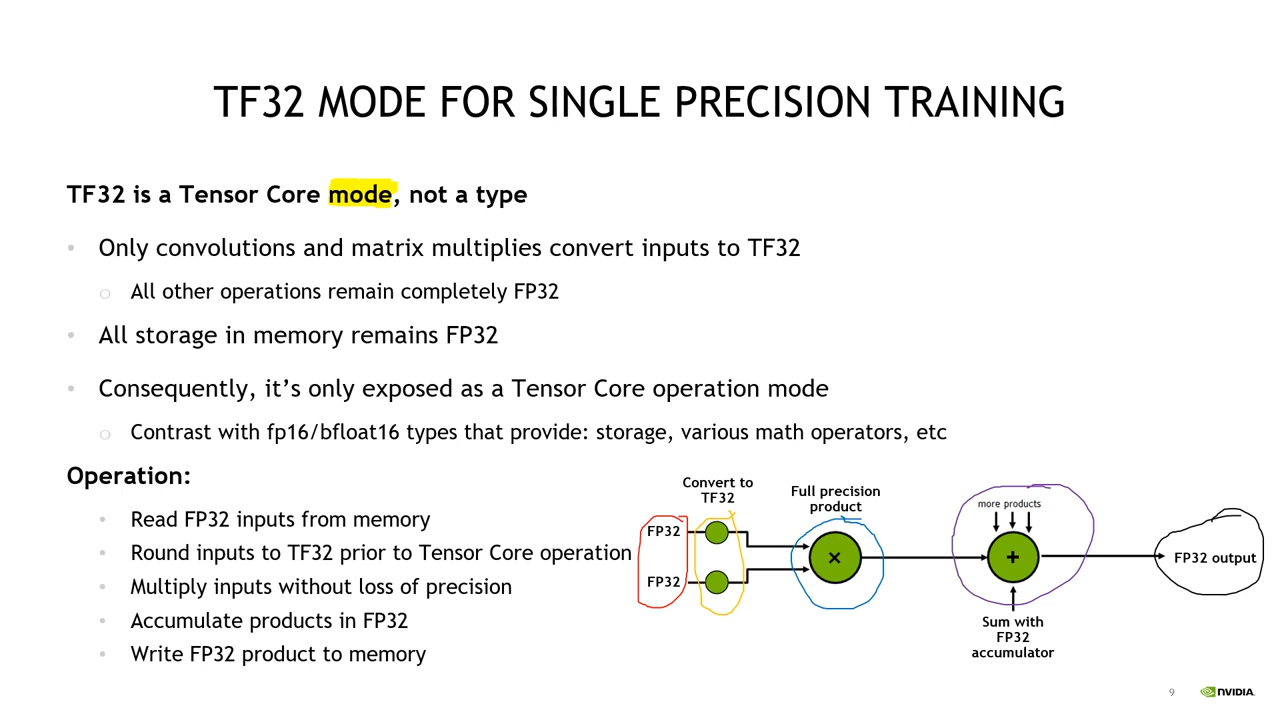 TF32 MODE FOR SINGLE PRECISION TRAINING
TF32 is a Tensor Core mode, not a type
• Only convolutions and matrix multiplies convert inputs to TF32
○ All other operations remain completely FP32
• All storage in memory remains FP32
• Consequently, it's only exposed as a Tensor Core operation mode
○ Contrast with fp16/bfloat16 types that provide: storage, various math operators, etc
Operation:
• Read FP32 inputs from memory
• Round inputs to TF32 prior to Tensor Core operation
• Multiply inputs without loss of precision
• Accumulate products in FP32
• Write FP32 product to memory
Convert to
TF32
Full precision
product
more products
FP32
FP32
×
+
FP32 output
Sum with
FP32
accumulator
9
NVIDIA.